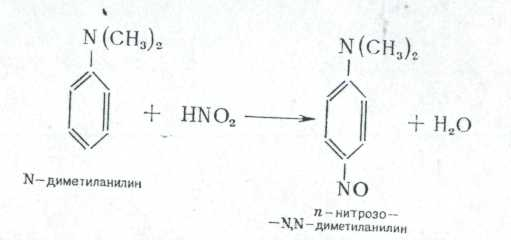 N(CH₃)₂
N(CH₃)₂
+ HNO₂
+ H₂O
NO
N—диметиланилин
n—нитрозо—
—N,N—диметиланилин